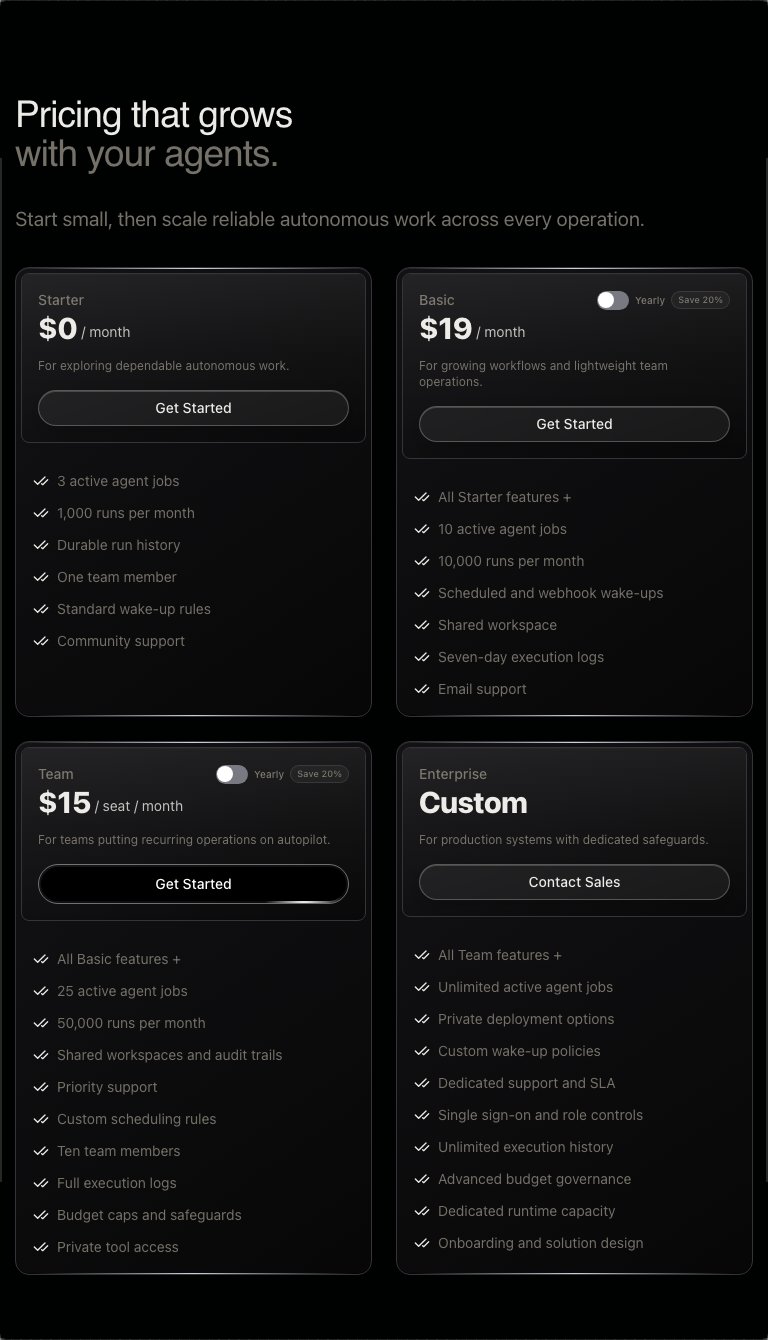 Pricing that grows
with your agents.
Start small, then scale reliable autonomous work across every operation.
Starter
$0 / month
For exploring dependable autonomous work.
Get Started
3 active agent jobs
1,000 runs per month
Durable run history
One team member
Standard wake-up rules
Community support
Basic
Yearly
Save 20%
$19 / month
For growing workflows and lightweight team
operations.
Get Started
All Starter features +
10 active agent jobs
10,000 runs per month
Scheduled and webhook wake-ups
Shared workspace
Seven-day execution logs
Email support
Team
Yearly
Save 20%
$15 / seat / month
For teams putting recurring operations on autopilot.
Get Started
All Basic features +
25 active agent jobs
50,000 runs per month
Shared workspaces and audit trails
Priority support
Custom scheduling rules
Ten team members
Full execution logs
Budget caps and safeguards
Private tool access
Enterprise
Custom
For production systems with dedicated safeguards.
Contact Sales
All Team features +
Unlimited active agent jobs
Private deployment options
Custom wake-up policies
Dedicated support and SLA
Single sign-on and role controls
Unlimited execution history
Advanced budget governance
Dedicated runtime capacity
Onboarding and solution design